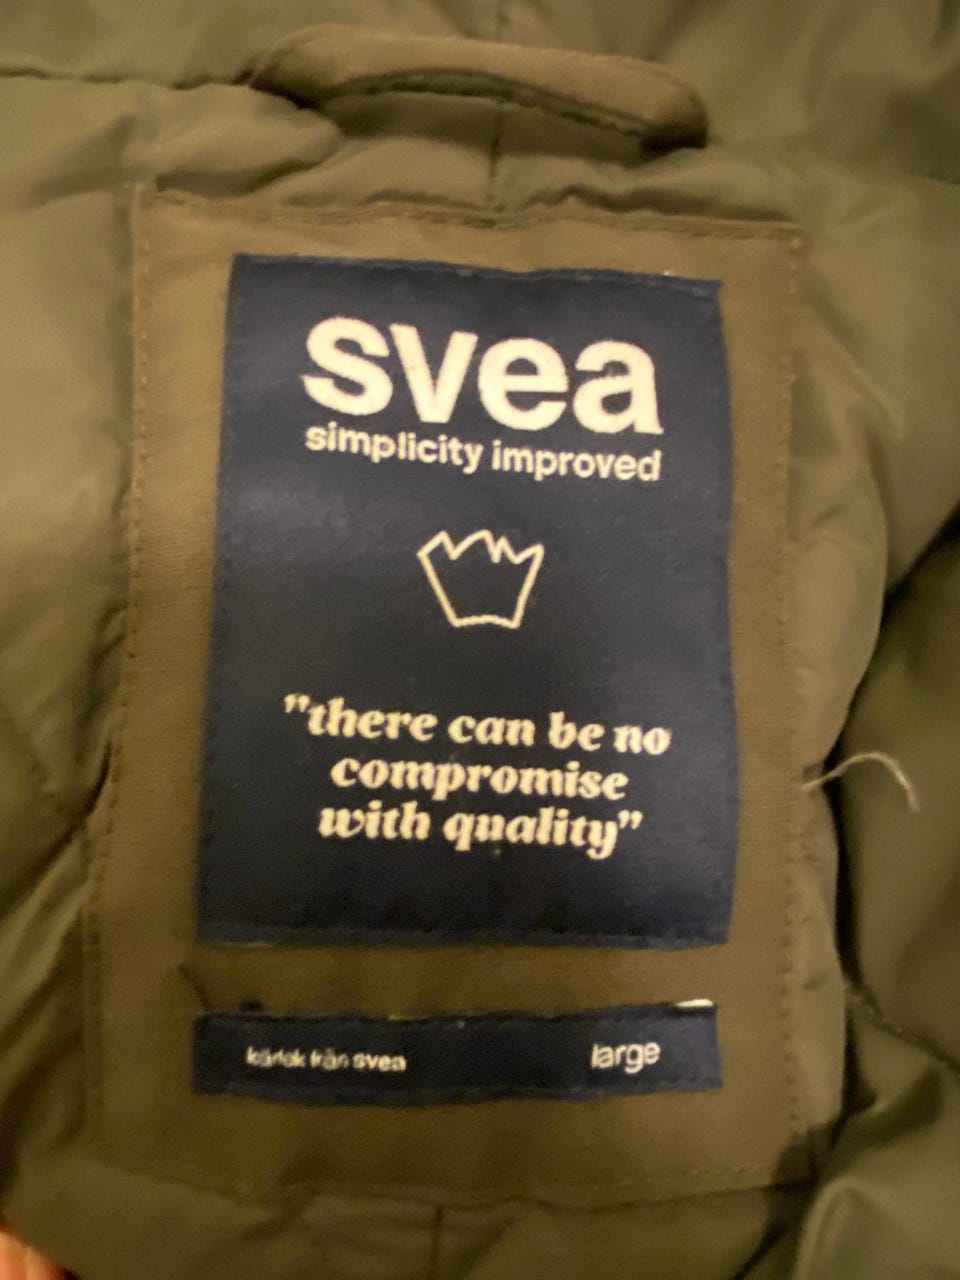 svea
simplicity improved
"there can be no
compromise
with quality"
kärlek från svea
large